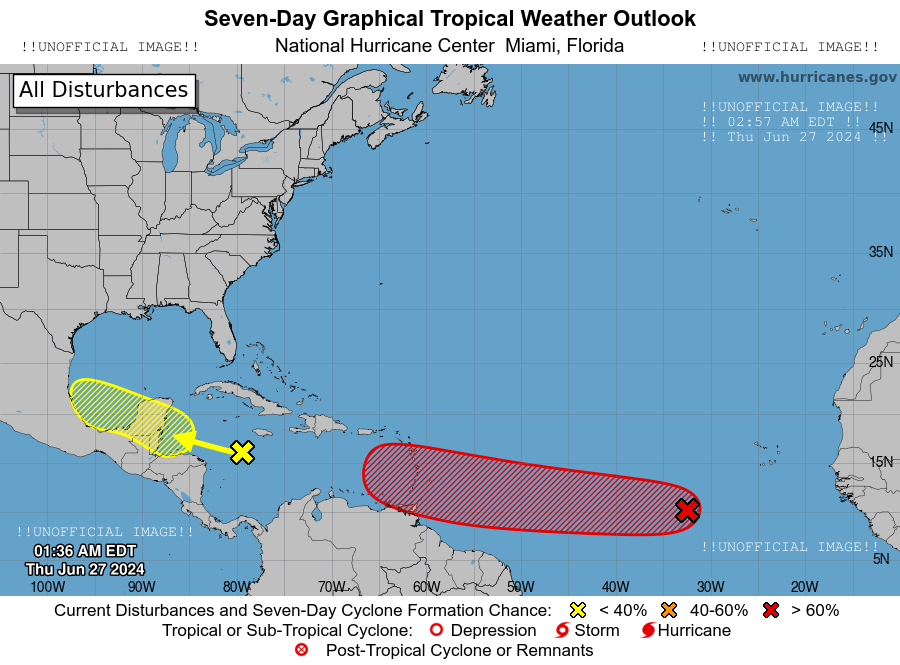 Seven-Day Graphical Tropical Weather Outlook
!!UNOFFICIAL IMAGE!! National Hurricane Center Miami, Florida !!UNOFFICIAL IMAGE!!
All Disturbances
www.hurricanes.gov
!!UNOFFICIAL IMAGE!!
!! 02:57 AM EDT !!
!! Thu Jun 27 2024 !!
45N
35N
25N
15N
!!UNOFFICIAL IMAGE!!
!!UNOFFICIAL IMAGE!!
01:36 AM EDT
5N
Thu Jun 27 2024
100W 90W 80W 70W 60W 50W 40W 30W 20W
Current Disturbances and Seven-Day Cyclone Formation Chance: < 40% 40-60% > 60%
Tropical or Sub-Tropical Cyclone: Depression Storm Hurricane
Post-Tropical Cyclone or Remnants